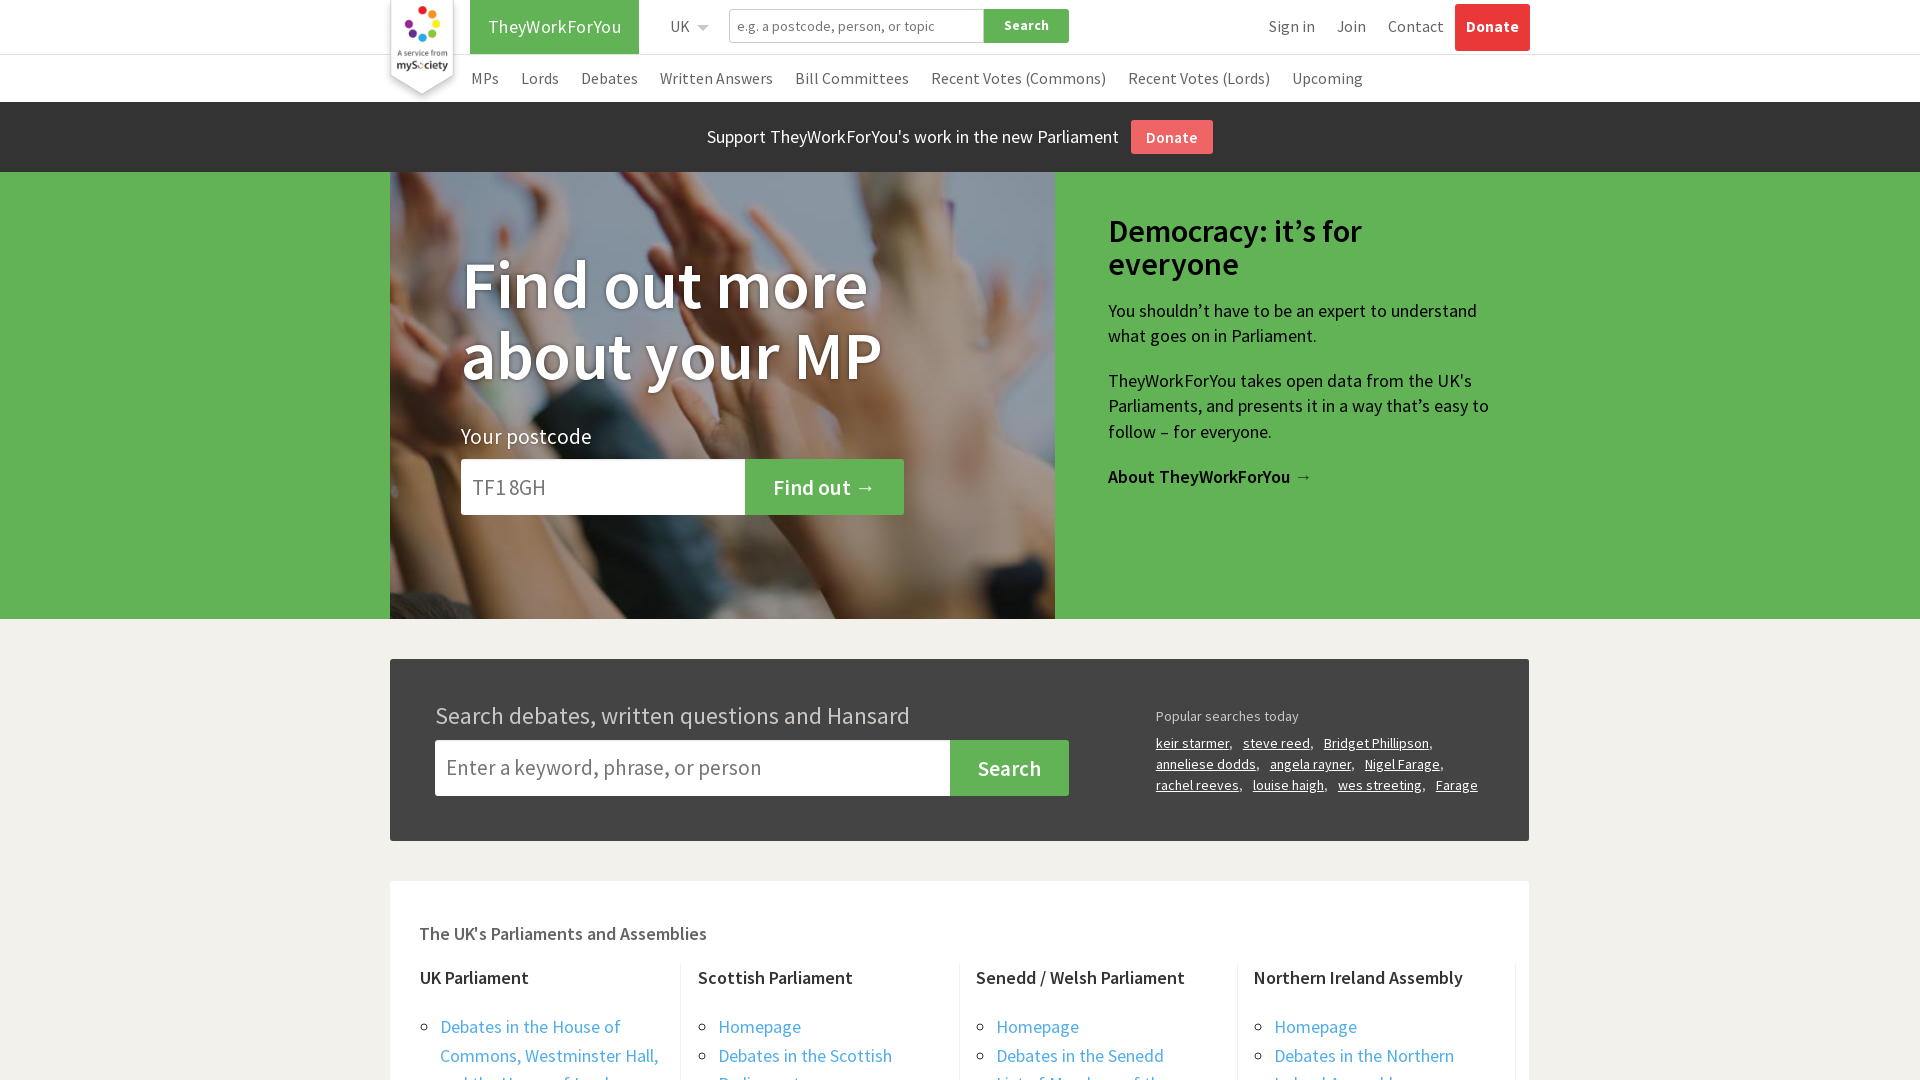 A service from
mySociety
TheyWorkForYou
UK
e.g. a postcode, person, or topic
Search
Sign in
Join
Contact
Donate
MPs
Lords
Debates
Written Answers
Bill Committees
Recent Votes (Commons)
Recent Votes (Lords)
Upcoming
Support TheyWorkForYou's work in the new Parliament
Donate
Find out more
about your MP
Your postcode
TF1 8GH
Find out →
Democracy: it’s for
everyone
You shouldn’t have to be an expert to understand
what goes on in Parliament.
TheyWorkForYou takes open data from the UK's
Parliaments, and presents it in a way that’s easy to
follow – for everyone.
About TheyWorkForYou →
Search debates, written questions and Hansard
Enter a keyword, phrase, or person
Search
Popular searches today
keir starmer, steve reed, Bridget Phillipson,
anneliese dodds, angela rayner, Nigel Farage,
rachel reeves, louise haigh, wes streeting, Farage
The UK's Parliaments and Assemblies
UK Parliament
Debates in the House of
Commons, Westminster Hall,
Scottish Parliament
Homepage
Debates in the Scottish
Senedd / Welsh Parliament
Homepage
Debates in the Senedd
Northern Ireland Assembly
Homepage
Debates in the Northern